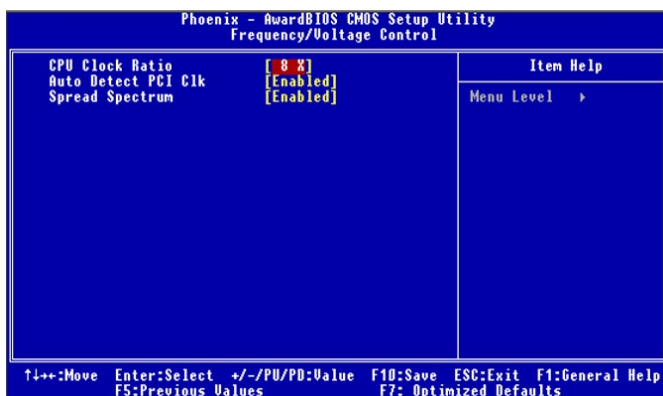 Phoenix - AwardBIOS CMOS Setup Utility
Frequency/Voltage Control
CPU Clock Ratio [ 8 X]
Auto Detect PCI Clk [Enabled]
Spread Spectrum [Enabled]
Item Help
Menu Level ▸
↑↓→←:Move Enter:Select +/-/PU/PD:Value F10:Save ESC:Exit F1:General Help
F5:Previous Values F7: Optimized Defaults